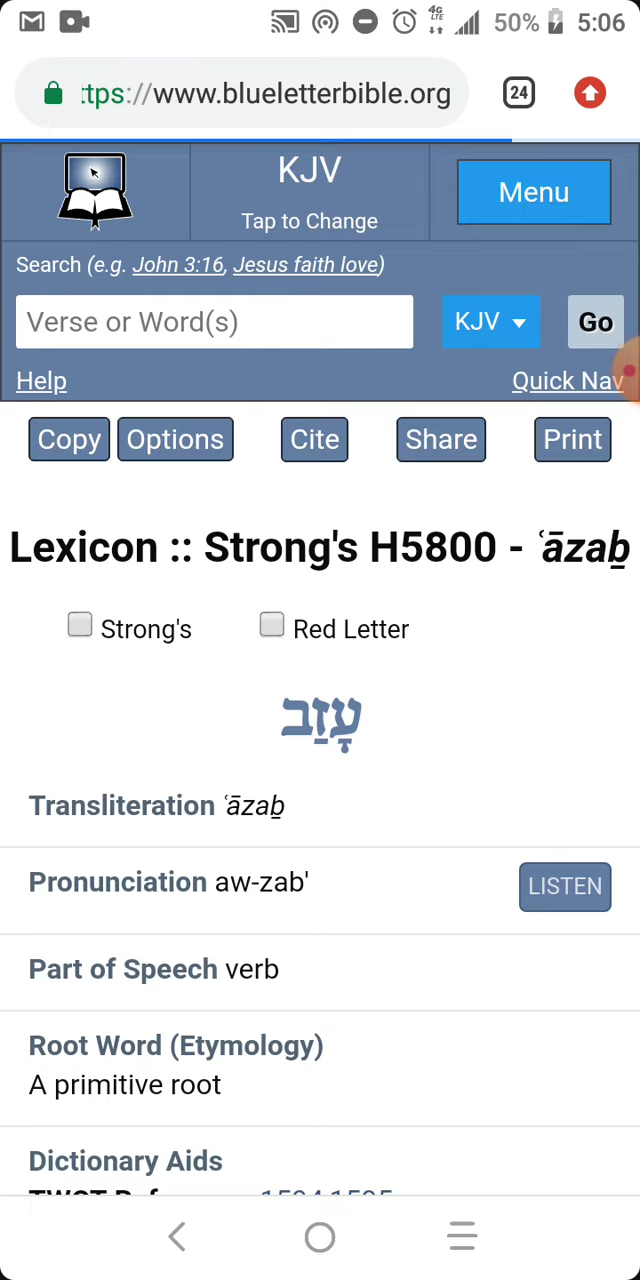 4G
LTE
50%
5:06
ttps://www.blueletterbible.org
24
KJV
Tap to Change
Menu
Search (e.g. John 3:16, Jesus faith love)
Verse or Word(s)
KJV
Go
Help
Quick Nav
Copy
Options
Cite
Share
Print
Lexicon :: Strong's H5800 - ʿāzaḇ
Strong's
Red Letter
עָזַב
Transliteration ʿāzaḇ
Pronunciation aw-zab'
LISTEN
Part of Speech verb
Root Word (Etymology)
A primitive root
Dictionary Aids